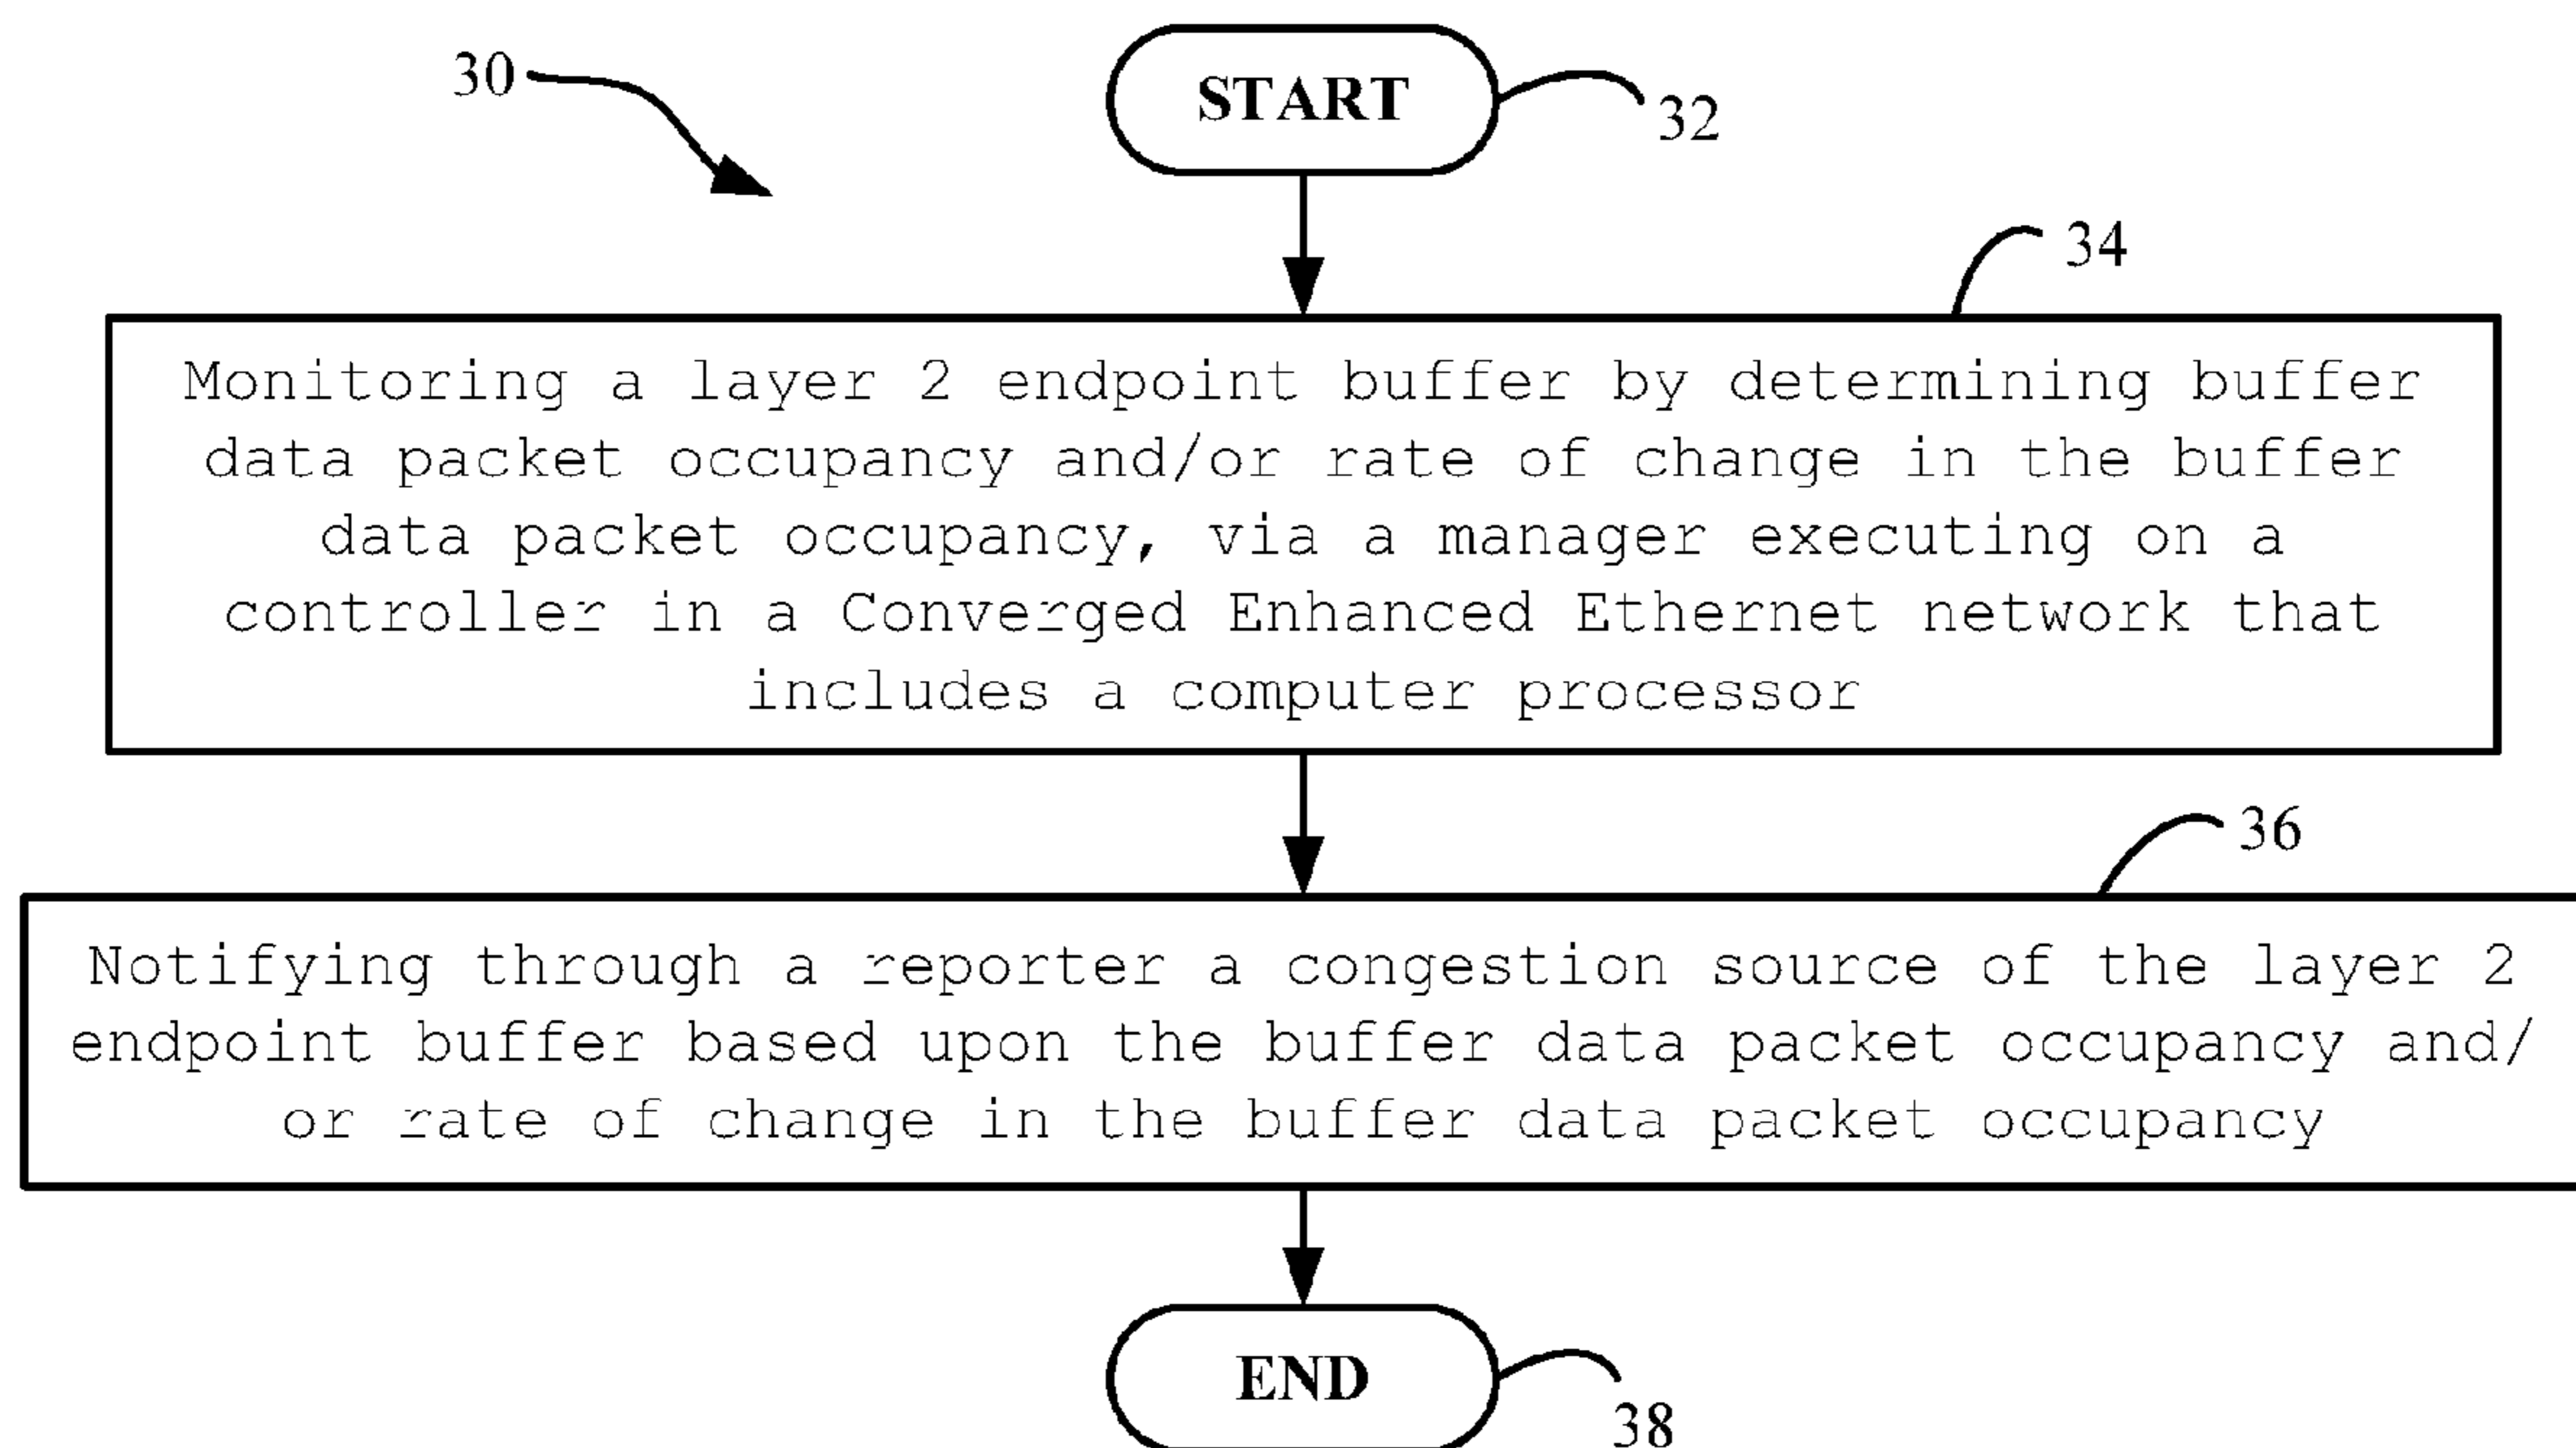 30
START
32
34
Monitoring a layer 2 endpoint buffer by determining buffer
data packet occupancy and/or rate of change in the buffer
data packet occupancy, via a manager executing on a
controller in a Converged Enhanced Ethernet network that
includes a computer processor
36
Notifying through a reporter a congestion source of the layer 2
endpoint buffer based upon the buffer data packet occupancy and/
or rate of change in the buffer data packet occupancy
END
38